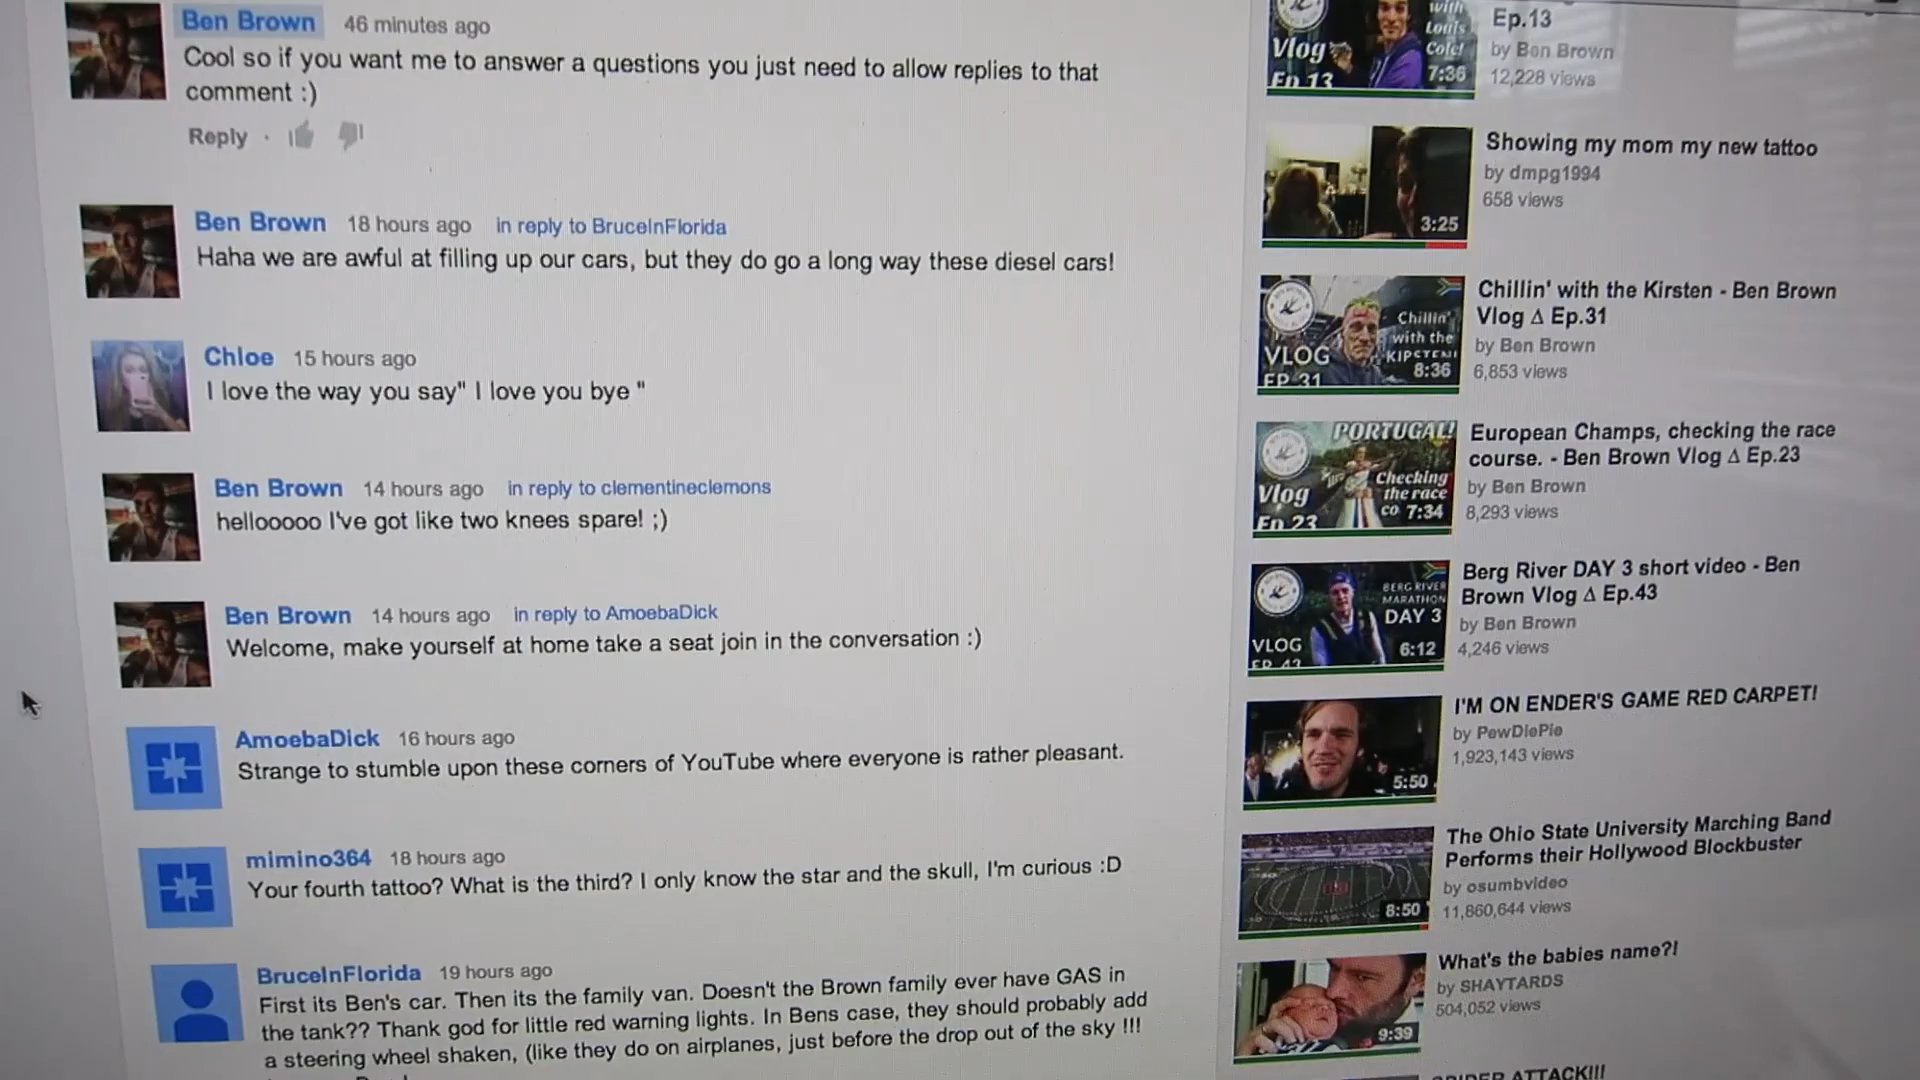 Ben Brown 46 minutes ago
Cool so if you want me to answer a questions you just need to allow replies to that
comment :)
Reply ·
Ben Brown 18 hours ago in reply to BruceInFlorida
Haha we are awful at filling up our cars, but they do go a long way these diesel cars!
Chloe 15 hours ago
I love the way you say" I love you bye "
Ben Brown 14 hours ago in reply to clementineclemons
hellooooo I've got like two knees spare! ;)
Ben Brown 14 hours ago in reply to AmoebaDick
Welcome, make yourself at home take a seat join in the conversation :)
AmoebaDick 16 hours ago
Strange to stumble upon these corners of YouTube where everyone is rather pleasant.
mimino364 18 hours ago
Your fourth tattoo? What is the third? I only know the star and the skull, I'm curious :D
BruceInFlorida 19 hours ago
First its Ben's car. Then its the family van. Doesn't the Brown family ever have GAS in
the tank?? Thank god for little red warning lights. In Bens case, they should probably add
a steering wheel shaken, (like they do on airplanes, just before the drop out of the sky !!!
with
Louis
Vlog Cole!
Ep 13 7:36
Ep.13
by Ben Brown
12,228 views
3:25
Showing my mom my new tattoo
by dmpg1994
658 views
Chillin'
with the
VLOG
EP 31 8:36
Chillin' with the Kirsten - Ben Brown
Vlog Δ Ep.31
by Ben Brown
6,853 views
PORTUGAL!
Checking
Vlog the race
Ep 23 co 7:34
European Champs, checking the race
course. - Ben Brown Vlog Δ Ep.23
by Ben Brown
8,293 views
BERG RIVER
MARATHON
DAY 3
VLOG 6:12
EP 43
Berg River DAY 3 short video - Ben
Brown Vlog Δ Ep.43
by Ben Brown
4,246 views
5:50
I'M ON ENDER'S GAME RED CARPET!
by PewDiePie
1,923,143 views
8:50
The Ohio State University Marching Band
Performs their Hollywood Blockbuster
by osumbvideo
11,860,644 views
9:39
What's the babies name?!
by SHAYTARDS
504,052 views
SPIDER ATTACK!!!